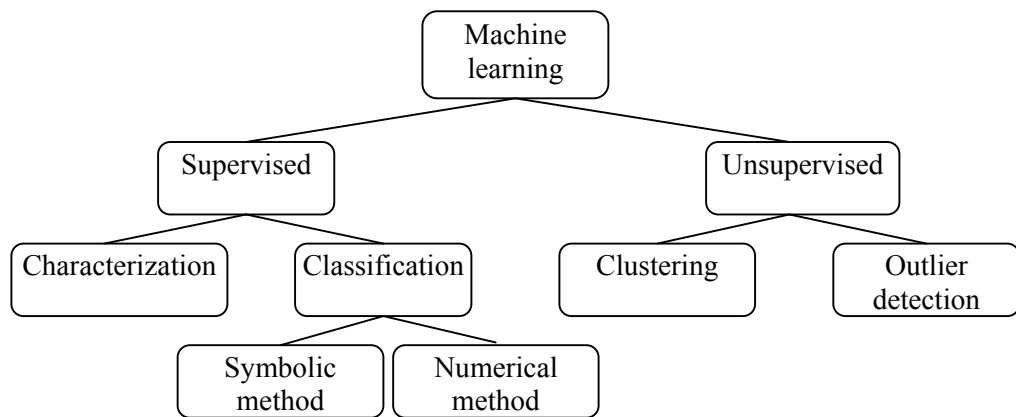 Machine
learning
Supervised
Unsupervised
Characterization
Classification
Clustering
Outlier
detection
Symbolic
method
Numerical
method